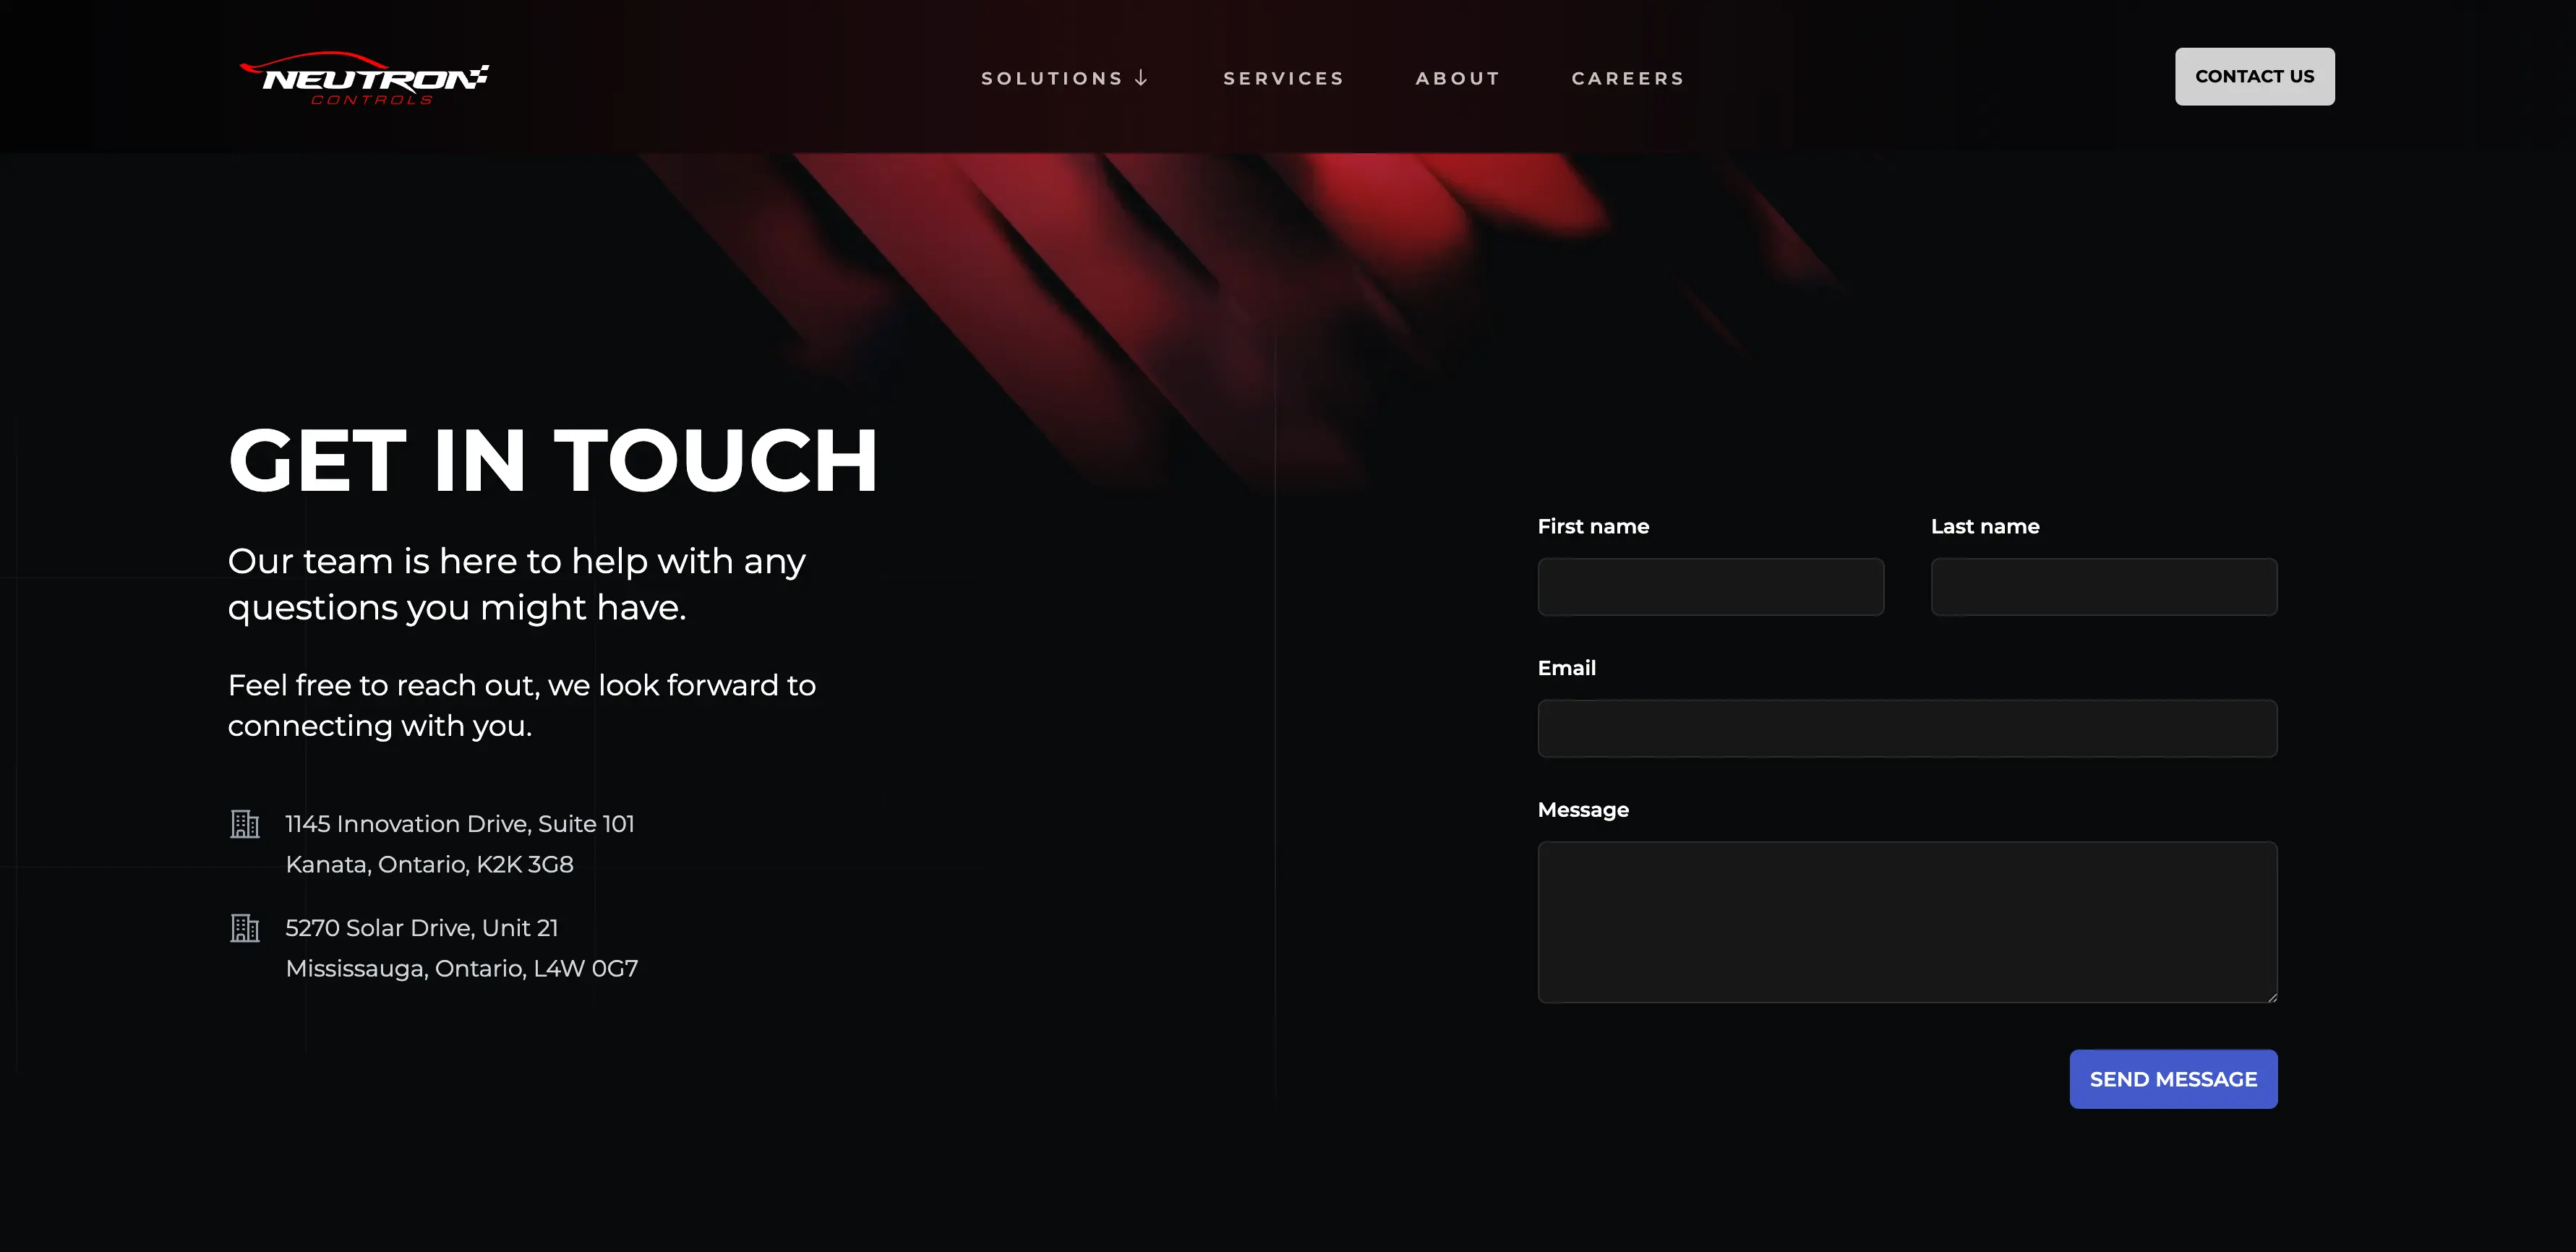 NEUTRON
CONTROLS
SOLUTIONS ↓
SERVICES
ABOUT
CAREERS
CONTACT US
GET IN TOUCH
Our team is here to help with any
questions you might have.
Feel free to reach out, we look forward to
connecting with you.
1145 Innovation Drive, Suite 101
Kanata, Ontario, K2K 3G8
5270 Solar Drive, Unit 21
Mississauga, Ontario, L4W 0G7
First name
Last name
Email
Message
SEND MESSAGE